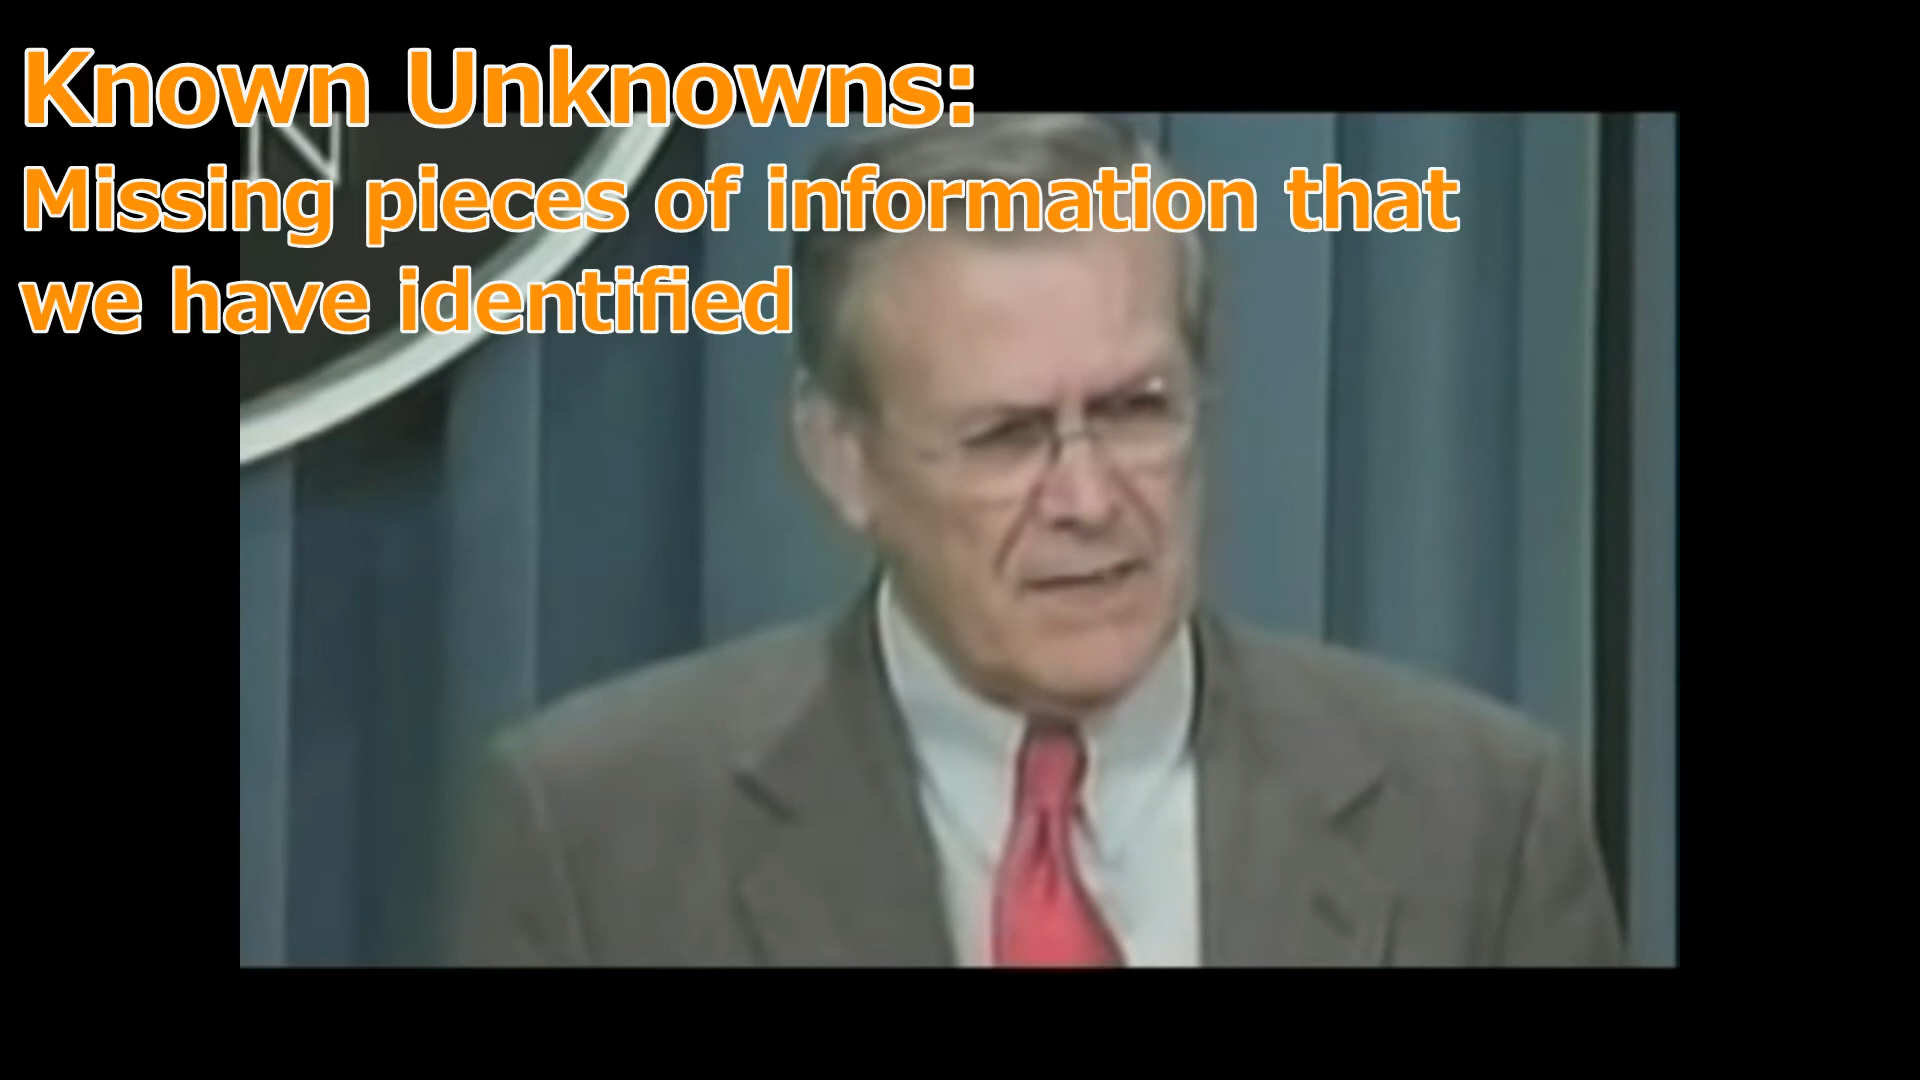 Known Unknowns:
Missing pieces of information that
we have identified
N